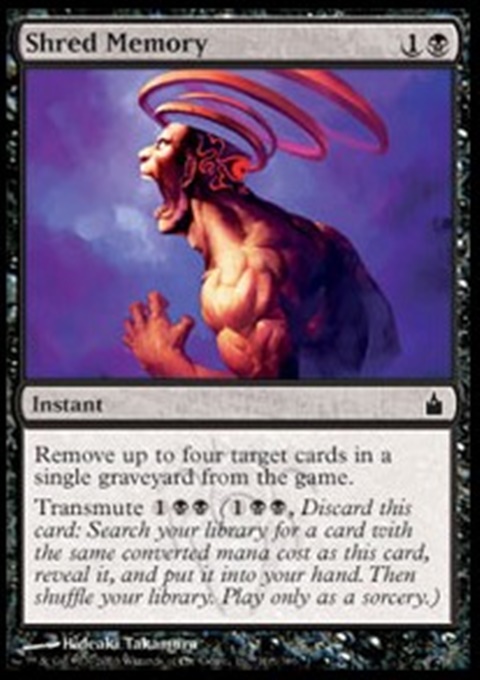 Shred Memory 1
Instant
Remove up to four target cards in a
single graveyard from the game.
Transmute 1 (1 , Discard this
card: Search your library for a card with
the same converted mana cost as this card,
reveal it, and put it into your hand. Then
shuffle your library. Play only as a sorcery.)
Hideaki Takamura